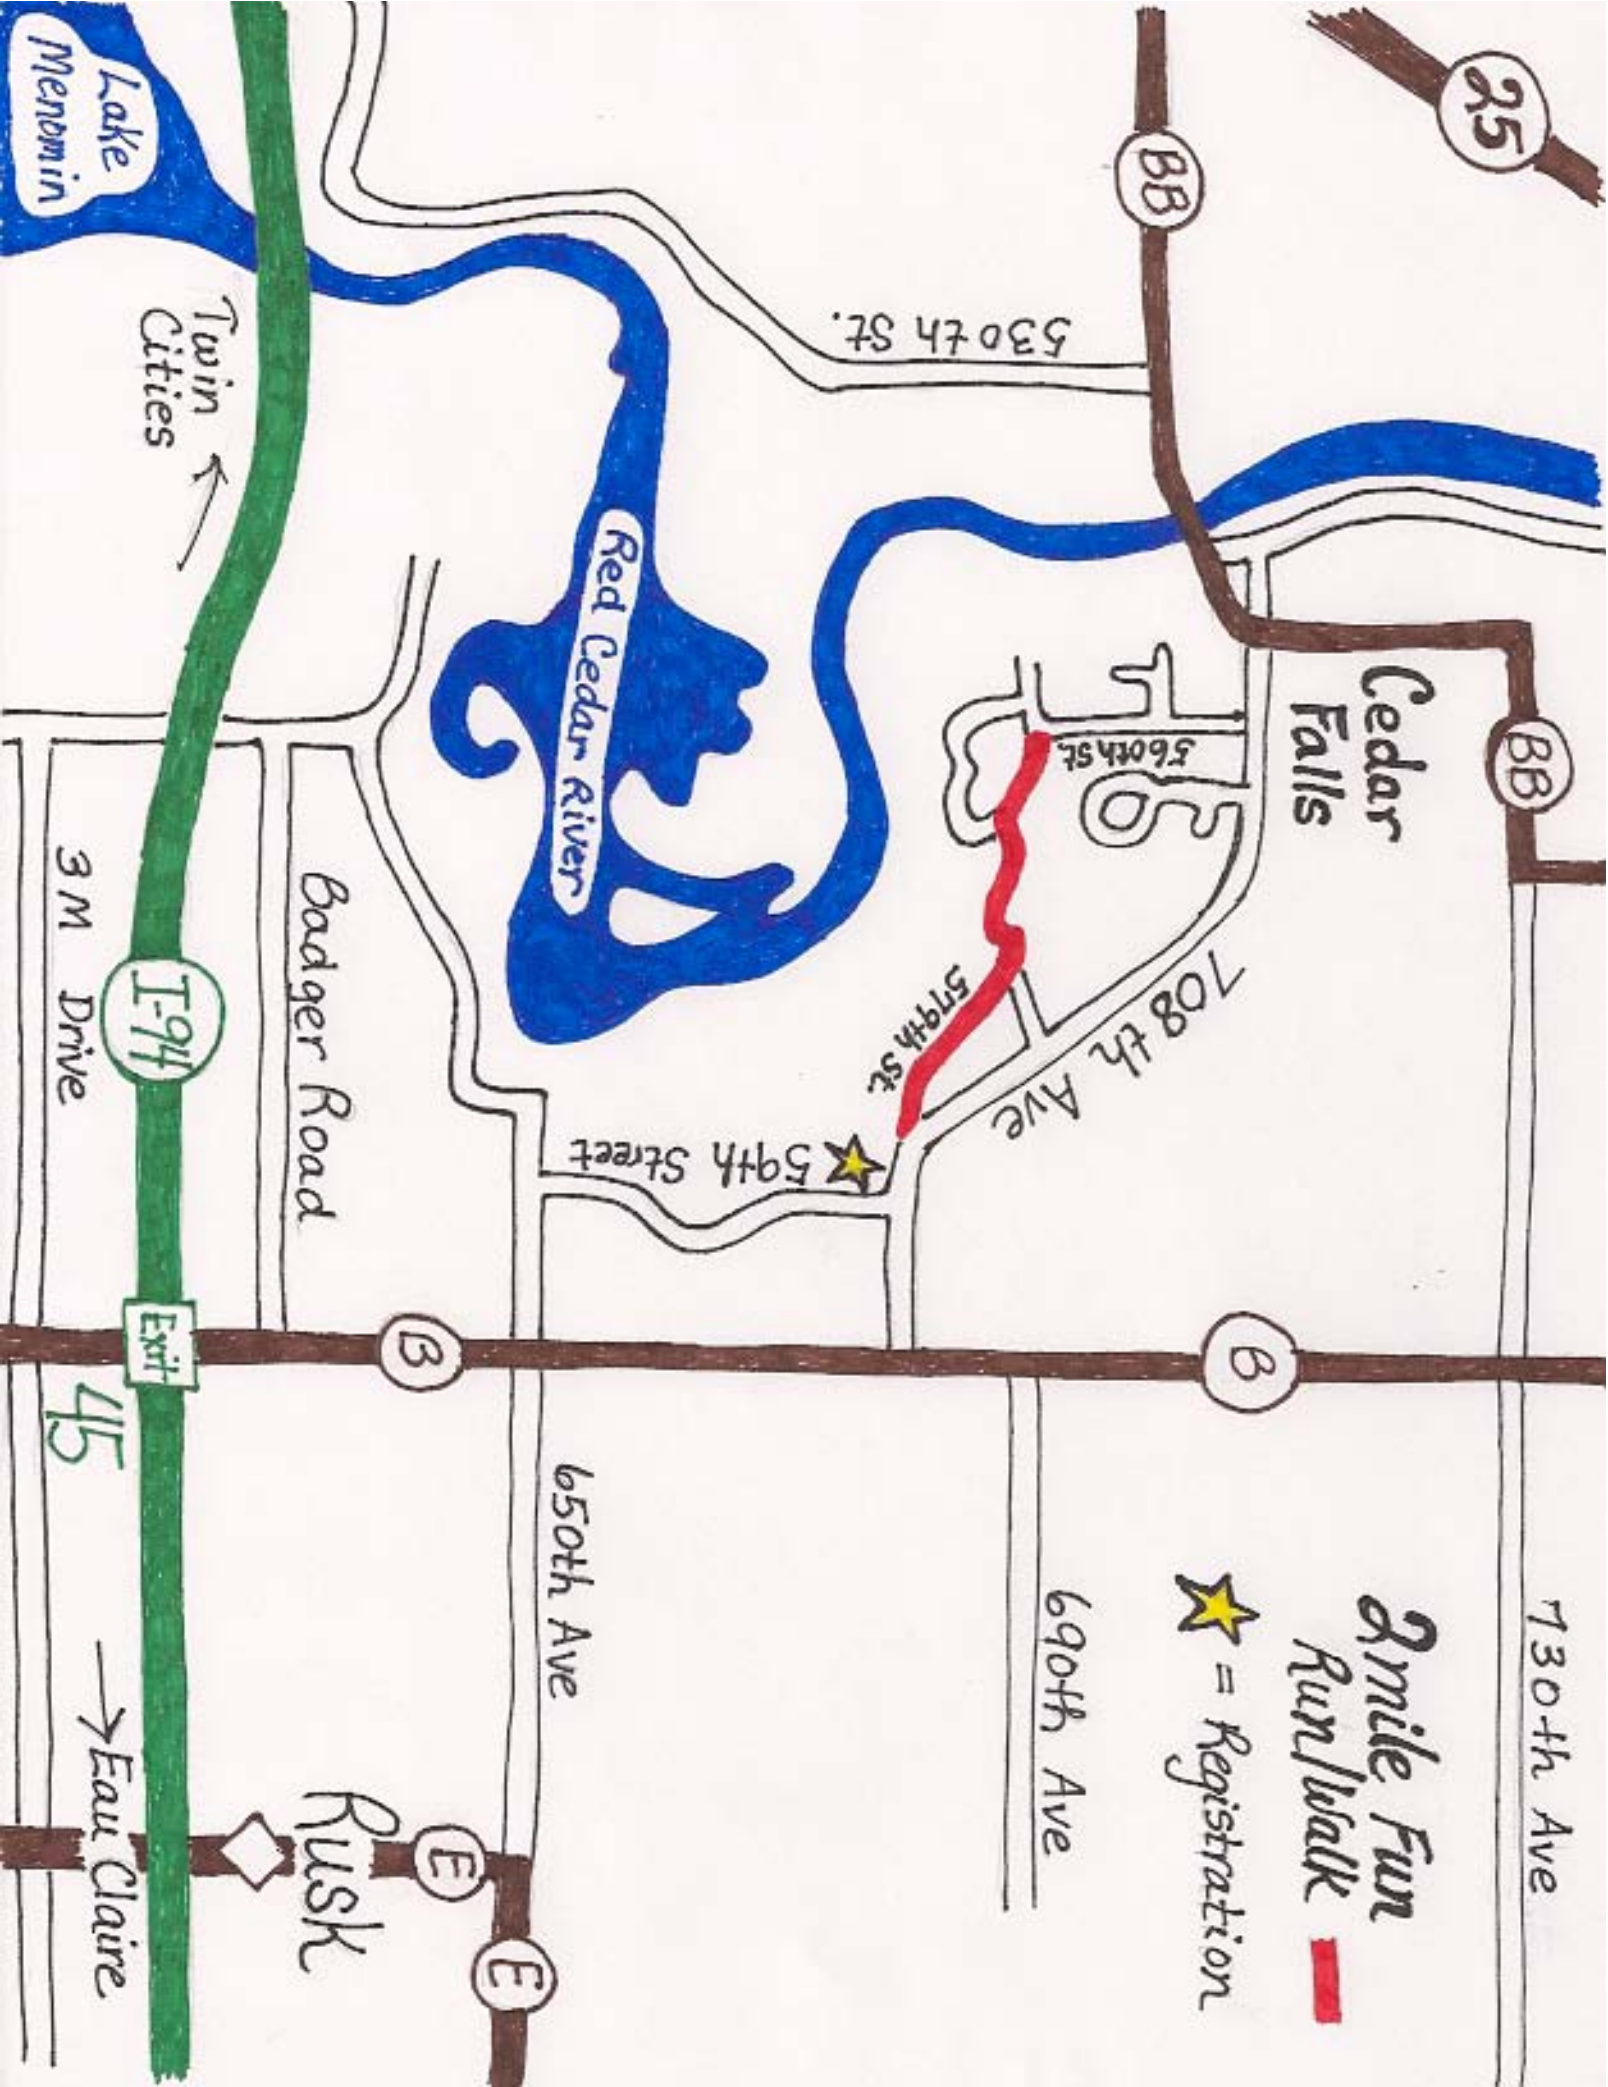 730th Ave
BB
25
2mile Fun
Run/Walk
Cedar
Falls
= Registration
B
BB
708th Ave
560th St.
690th Ave
530th St.
579th St.
59th Street
650th Ave
Red Cedar River
E
E
B
Badger Road
Rusk
Twin
Cities
I-94
Exit
45
Lake
Menomin
3M Drive
Eau Claire